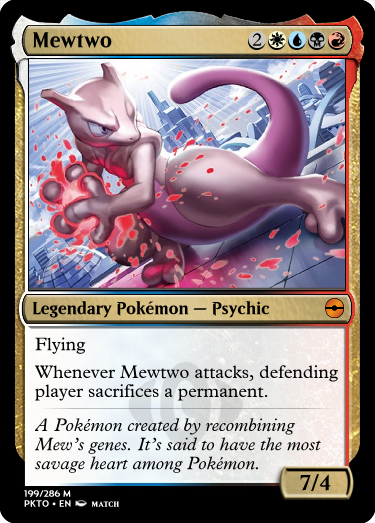 Mewtwo 2
Legendary Pokémon — Psychic
Flying
Whenever Mewtwo attacks, defending
player sacrifices a permanent.
A Pokémon created by recombining
Mew's genes. It's said to have the most
savage heart among Pokémon.
7/4
199/286 M
PKTO • EN MATCH